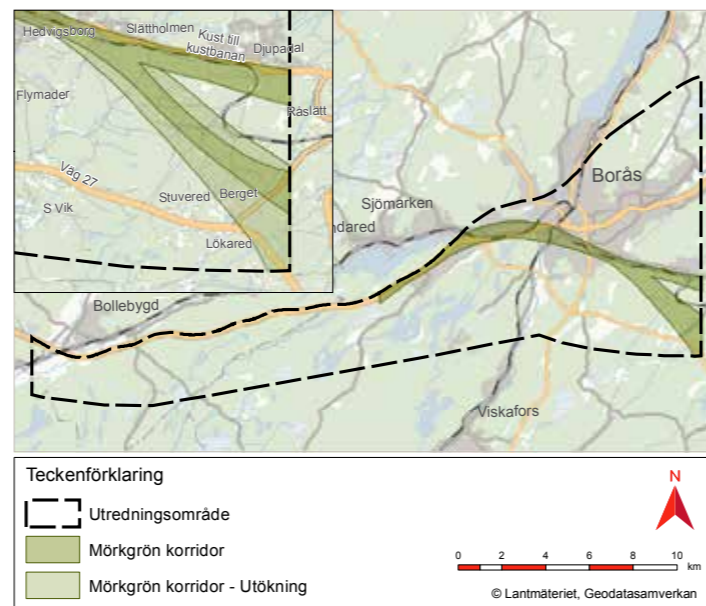 Hedvigsborg
Slättholmen
Kust till
kustbanan
Djupadal
Flymader
Råslätt
Väg 27
Stuvered
Berget
S Vik
Lökared
Borås
Sjömarken
ndared
Bollebygd
Viskafors
Teckenförklaring
Utredningsområde
Mörkgrön korridor
Mörkgrön korridor - Utökning
N
0 2 4 6 8 10
km
© Lantmäteriet, Geodatasamverkan